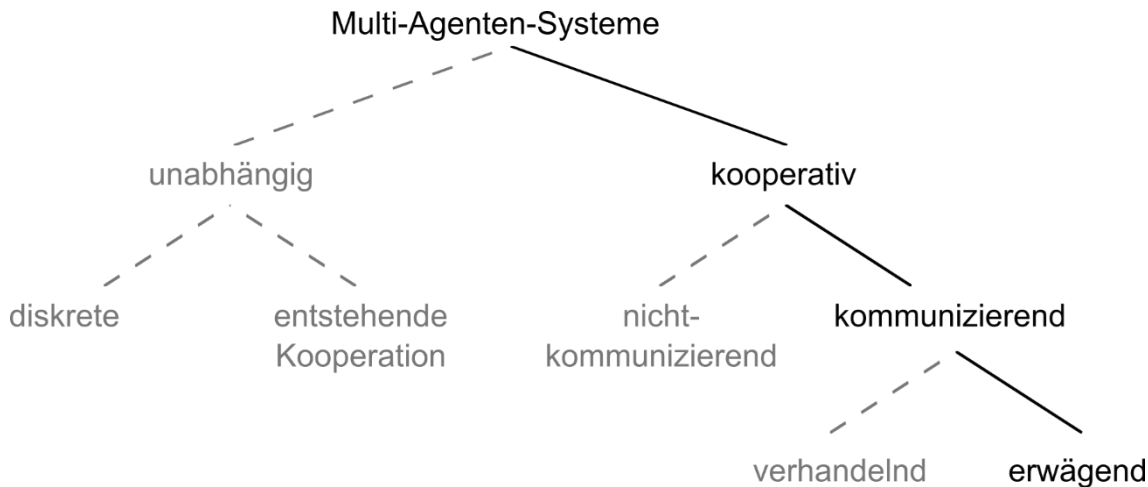 Multi-Agenten-Systeme
unabhängig
kooperativ
diskrete
entstehende
Kooperation
nicht-
kommunizierend
kommunizierend
verhandelnd
erwägend